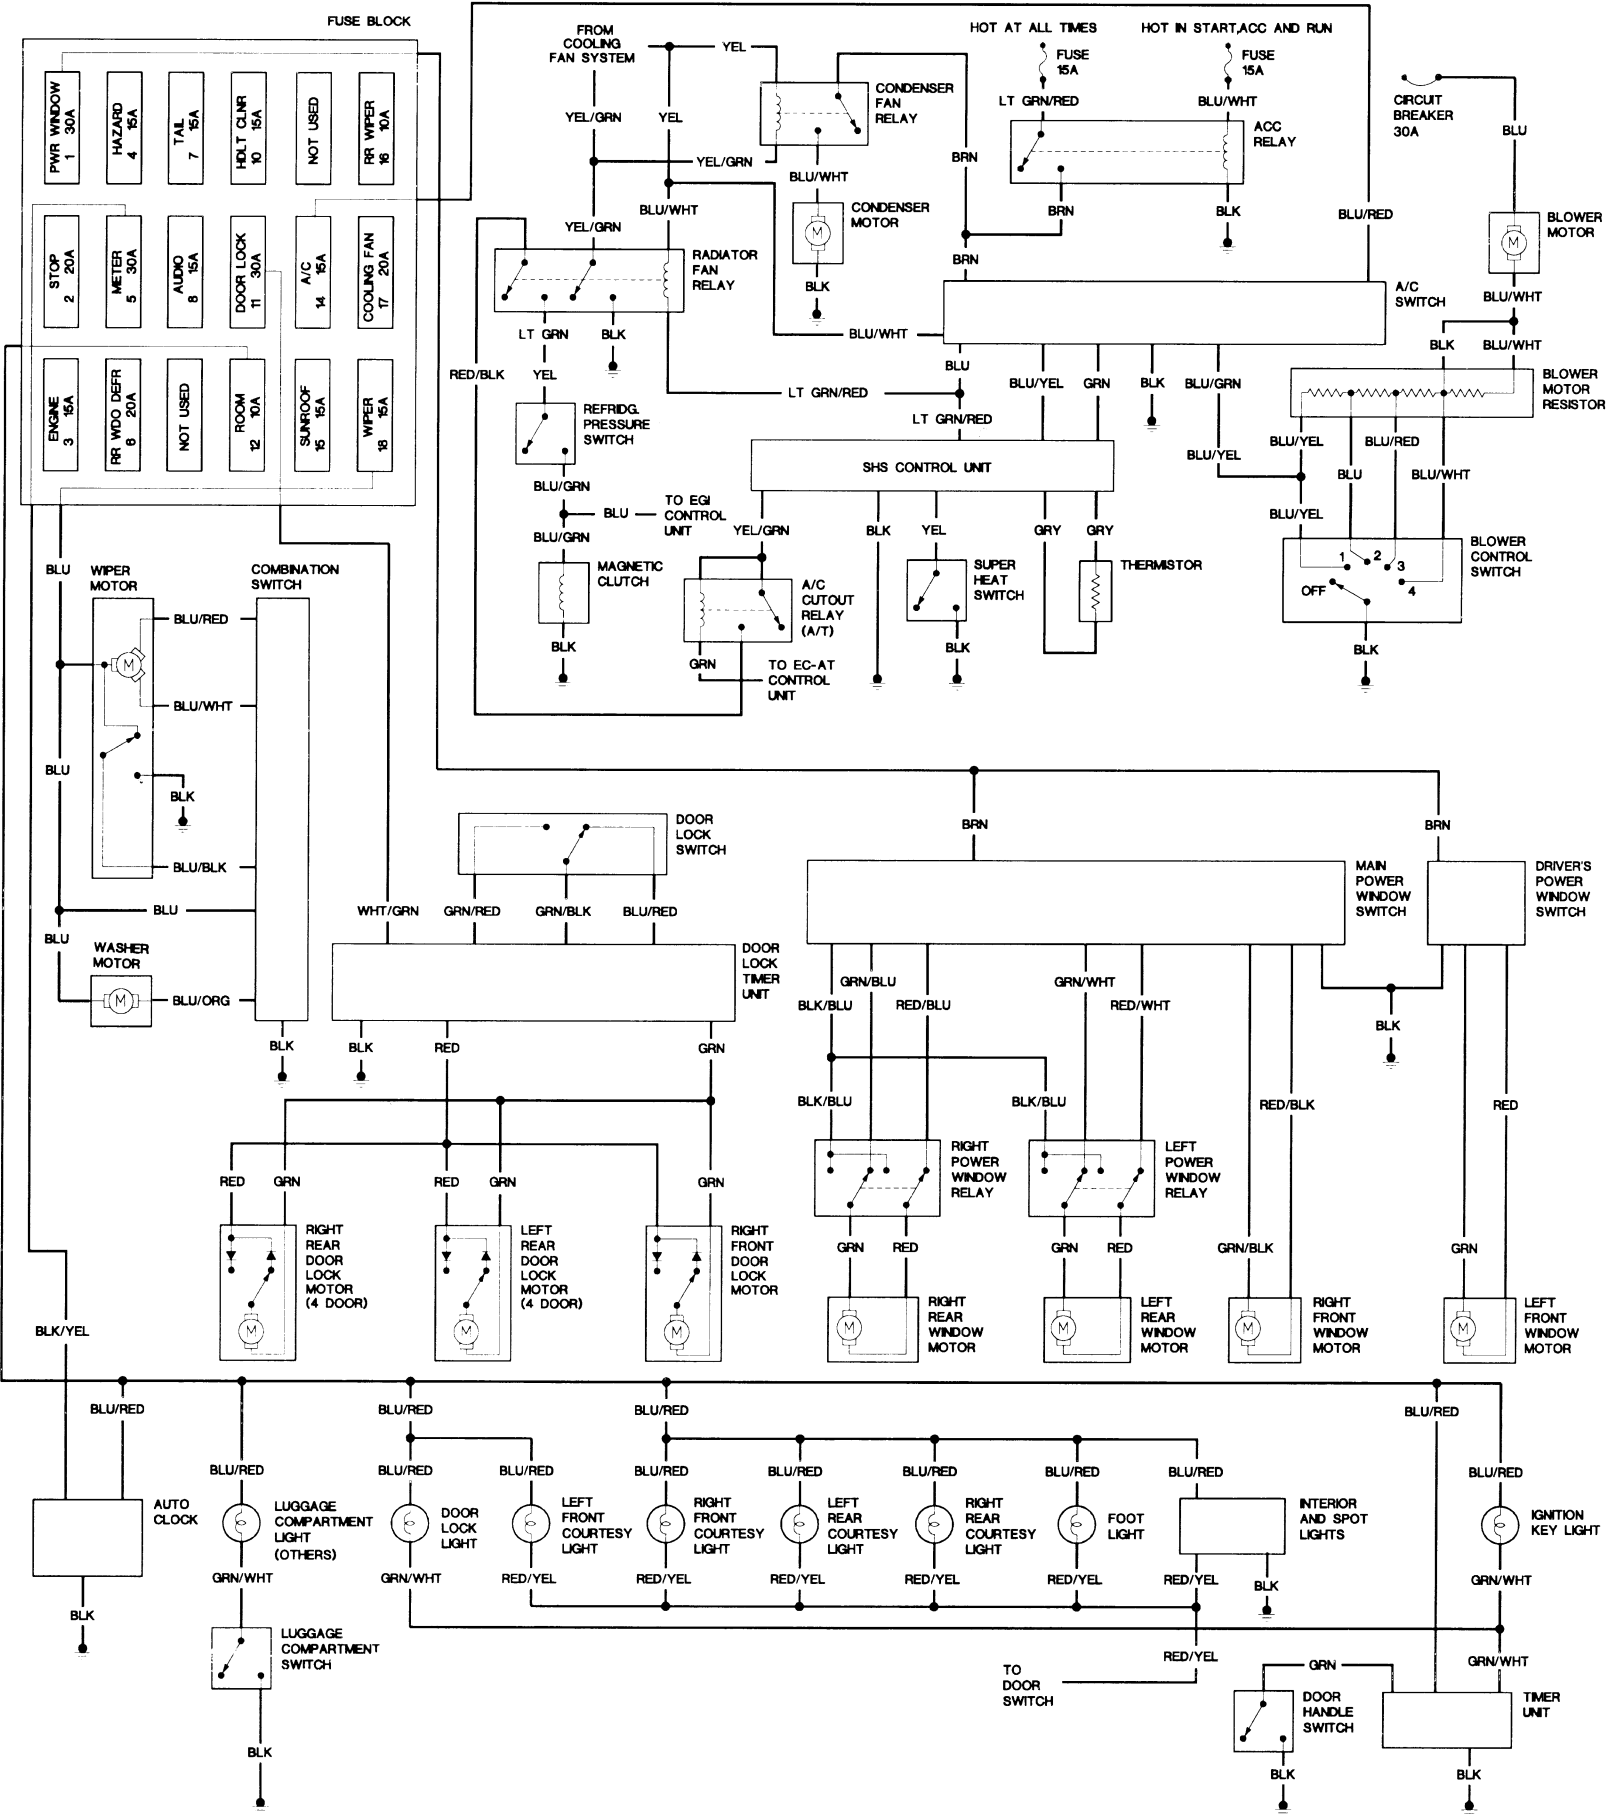 FUSE BLOCK
PWR WINDOW
1 30A
HAZARD
4 15A
TAIL
7 15A
HDLT CLNR
10 15A
NOT USED
RR WIPER
16 10A
STOP
2 20A
METER
5 30A
AUDIO
8 15A
DOOR LOCK
11 30A
A/C
14 15A
COOLING FAN
17 20A
ENGINE
3 15A
RR WDO DEFR
6 20A
NOT USED
ROOM
12 10A
SUNROOF
15 15A
WIPER
18 15A
FROM
COOLING
FAN SYSTEM
YEL
YEL/GRN
YEL
YEL/GRN
YEL/GRN
BLU/WHT
CONDENSER
FAN
RELAY
BLU/WHT
CONDENSER
MOTOR
BLK
BRN
BRN
HOT AT ALL TIMES
FUSE
15A
LT GRN/RED
HOT IN START,ACC AND RUN
FUSE
15A
BLU/WHT
ACC
RELAY
BRN
BLK
BLU/RED
CIRCUIT
BREAKER
30A
BLU
BLOWER
MOTOR
BLU/WHT
BLK
BLU/WHT
RADIATOR
FAN
RELAY
A/C
SWITCH
LT GRN
BLK
BLU/WHT
RED/BLK
YEL
LT GRN/RED
BLU
LT GRN/RED
BLU/YEL
GRN
BLK
BLU/GRN
BLOWER
MOTOR
RESISTOR
REFRIDG.
PRESSURE
SWITCH
BLU/YEL
BLU/YEL
BLU
BLU/RED
BLU/WHT
BLU/YEL
SHS CONTROL UNIT
BLU/GRN
BLU
TO EGI
CONTROL
UNIT
BLU/GRN
YEL/GRN
BLK
YEL
GRY
GRY
MAGNETIC
CLUTCH
BLK
A/C
CUTOUT
RELAY
(A/T)
GRN
TO EC-AT
CONTROL
UNIT
SUPER
HEAT
SWITCH
BLK
THERMISTOR
BLOWER
CONTROL
SWITCH
1
2
3
4
OFF
BLK
BLU
WIPER
MOTOR
COMBINATION
SWITCH
BLU/RED
BLU/WHT
BLU
BLK
BLU/BLK
BLU
BLU
WASHER
MOTOR
BLU/ORG
BLK
M
M
M
M
DOOR
LOCK
SWITCH
WHT/GRN
GRN/RED
GRN/BLK
BLU/RED
DOOR
LOCK
TIMER
UNIT
BLK
RED
GRN
RED
GRN
RED
GRN
GRN
RIGHT
REAR
DOOR
LOCK
MOTOR
(4 DOOR)
LEFT
REAR
DOOR
LOCK
MOTOR
(4 DOOR)
RIGHT
FRONT
DOOR
LOCK
MOTOR
M
M
M
BRN
BRN
MAIN
POWER
WINDOW
SWITCH
DRIVER'S
POWER
WINDOW
SWITCH
GRN/BLU
BLK/BLU
RED/BLU
GRN/WHT
RED/WHT
BLK
BLK/BLU
BLK/BLU
RED/BLK
RED
RIGHT
POWER
WINDOW
RELAY
LEFT
POWER
WINDOW
RELAY
GRN
RED
GRN
RED
GRN/BLK
GRN
RIGHT
REAR
WINDOW
MOTOR
LEFT
REAR
WINDOW
MOTOR
RIGHT
FRONT
WINDOW
MOTOR
LEFT
FRONT
WINDOW
MOTOR
M
M
M
M
BLK/YEL
BLU/RED
BLU/RED
BLU/RED
BLU/RED
BLU/RED
BLU/RED
BLU/RED
BLU/RED
BLU/RED
BLU/RED
BLU/RED
BLU/RED
BLU/RED
AUTO
CLOCK
BLK
LUGGAGE
COMPARTMENT
LIGHT
(OTHERS)
GRN/WHT
LUGGAGE
COMPARTMENT
SWITCH
BLK
DOOR
LOCK
LIGHT
GRN/WHT
LEFT
FRONT
COURTESY
LIGHT
RED/YEL
RIGHT
FRONT
COURTESY
LIGHT
RED/YEL
LEFT
REAR
COURTESY
LIGHT
RED/YEL
RIGHT
REAR
COURTESY
LIGHT
RED/YEL
FOOT
LIGHT
RED/YEL
INTERIOR
AND SPOT
LIGHTS
RED/YEL
BLK
IGNITION
KEY LIGHT
GRN/WHT
RED/YEL
TO
DOOR
SWITCH
GRN
GRN/WHT
DOOR
HANDLE
SWITCH
TIMER
UNIT
BLK
BLK